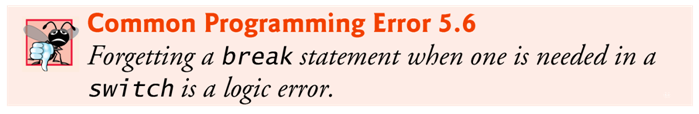 Common Programming Error 5.6
Forgetting a break statement when one is needed in a
switch is a logic error.